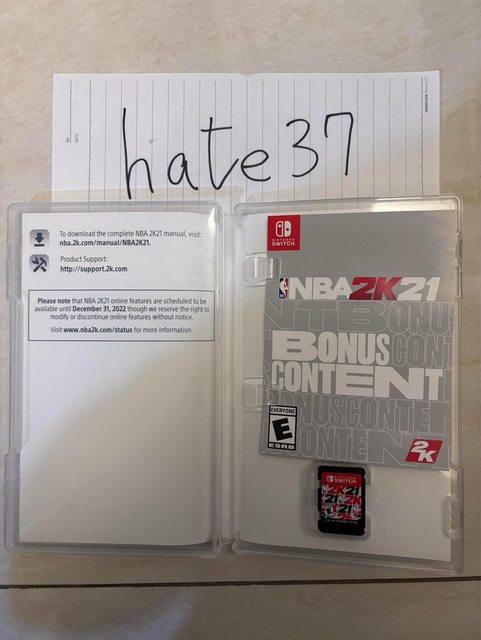 NO.
DATE
hate37
To download the complete NBA 2K21 manual, visit:
nba.2k.com/manual/NBA2K21.
Product Support:
http://support.2k.com
Please note that NBA 2K21 online features are scheduled to be
available until December 31, 2022 though we reserve the right to
modify or discontinue online features without notice.
Visit www.nba2k.com/status for more information.
NINTENDO
SWITCH
NBA2K21
BONUS
CONTENT
EVERYONE
E
ESRB
2K
NINTENDO
SWITCH
2K21